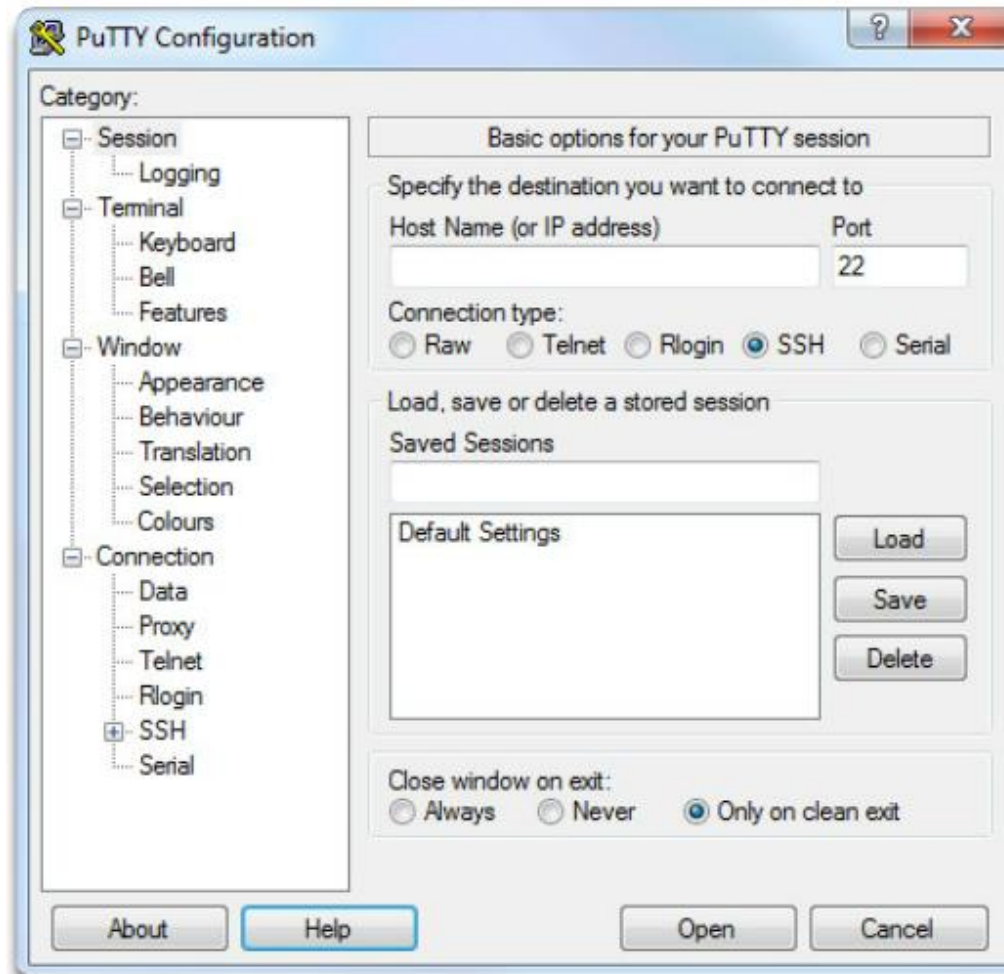 PuTTY Configuration
?
X
Category:
Session
Logging
Terminal
Keyboard
Bell
Features
Window
Appearance
Behaviour
Translation
Selection
Colours
Connection
Data
Proxy
Telnet
Rlogin
SSH
Serial
Basic options for your PuTTY session
Specify the destination you want to connect to
Host Name (or IP address) Port
22
Connection type:
Raw Telnet Rlogin SSH Serial
Load, save or delete a stored session
Saved Sessions
Default Settings
Load
Save
Delete
Close window on exit:
Always Never Only on clean exit
About Help Open Cancel